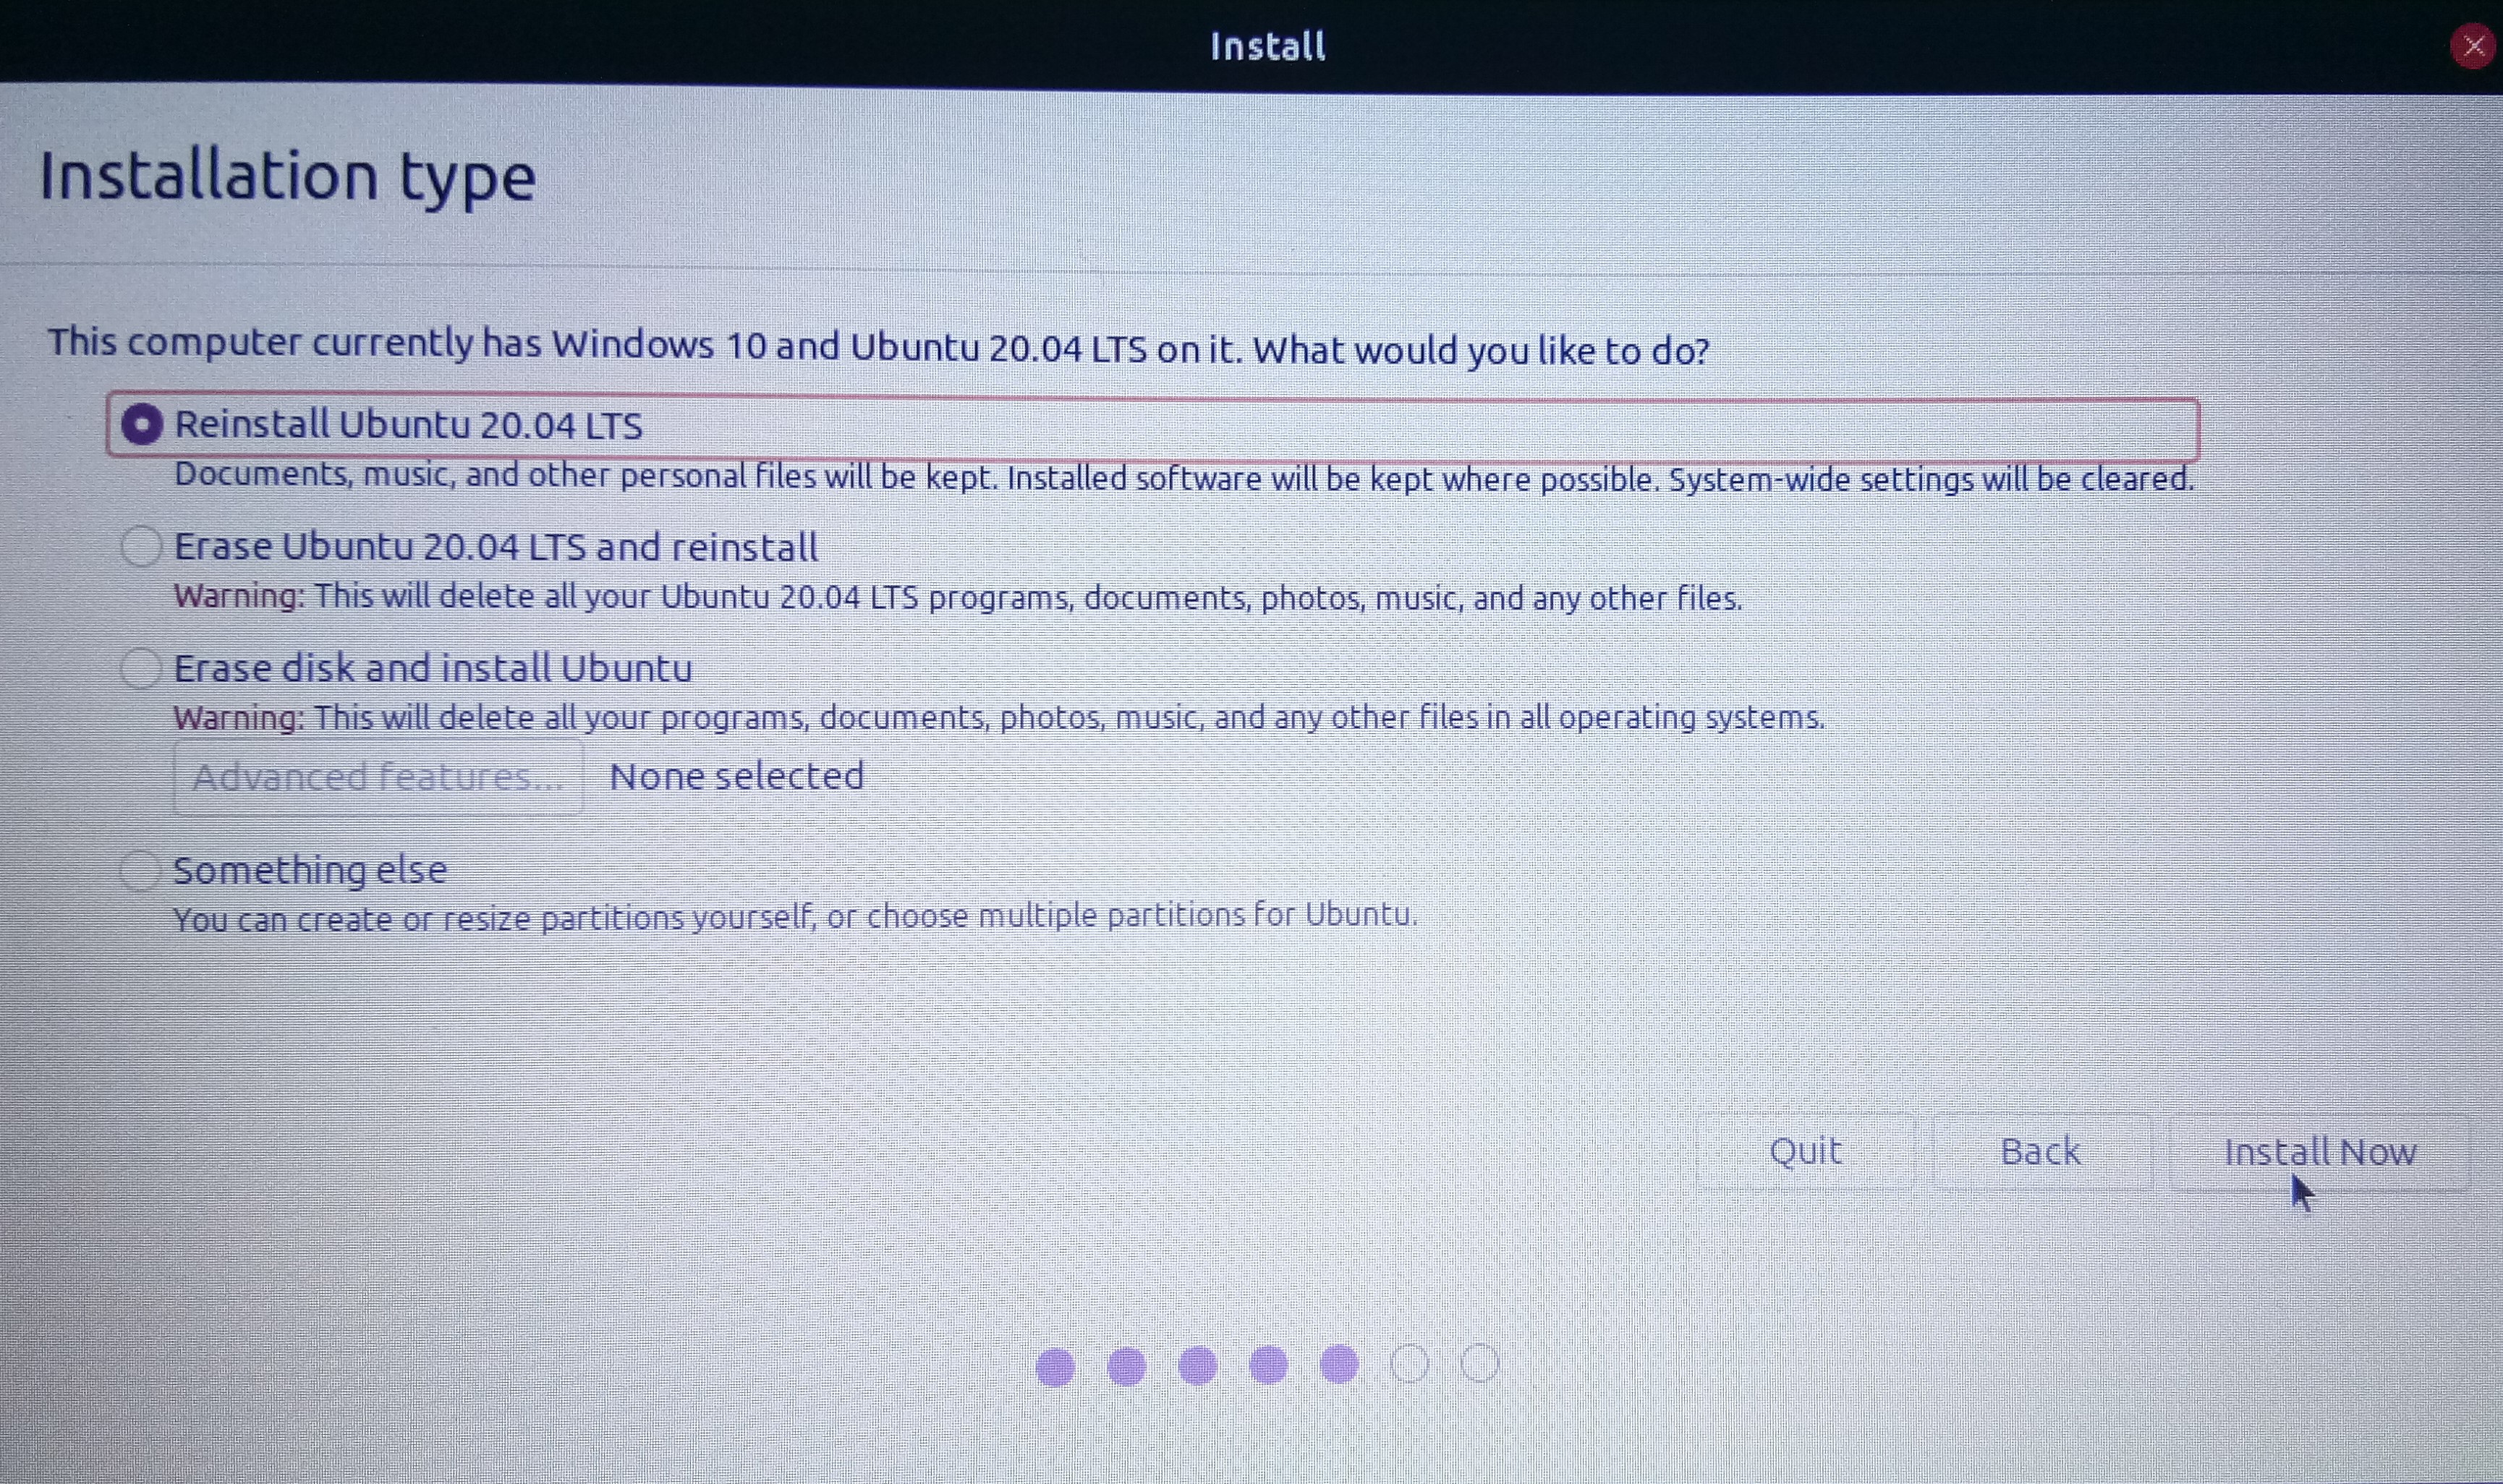 Install
Installation type
This computer currently has Windows 10 and Ubuntu 20.04 LTS on it. What would you like to do?
Reinstall Ubuntu 20.04 LTS
Documents, music, and other personal files will be kept. Installed software will be kept where possible. System-wide settings will be cleared.
Erase Ubuntu 20.04 LTS and reinstall
Warning: This will delete all your Ubuntu 20.04 LTS programs, documents, photos, music, and any other files.
Erase disk and install Ubuntu
Warning: This will delete all your programs, documents, photos, music, and any other files in all operating systems.
Advanced features... None selected
Something else
You can create or resize partitions yourself, or choose multiple partitions for Ubuntu.
Quit Back Install Now